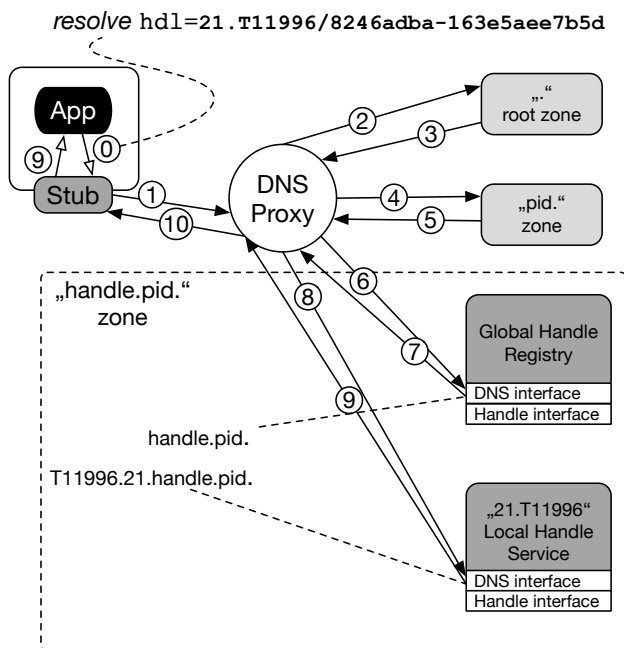 resolve hdl=21.T11996/8246adba-163e5aee7b5d
App
9
0
Stub
1
10
DNS
Proxy
2
3
„.“
root zone
4
5
„pid.“
zone
„handle.pid.“
zone
6
8
7
9
Global Handle
Registry
DNS interface
Handle interface
handle.pid.
T11996.21.handle.pid.
„21.T11996“
Local Handle
Service
DNS interface
Handle interface